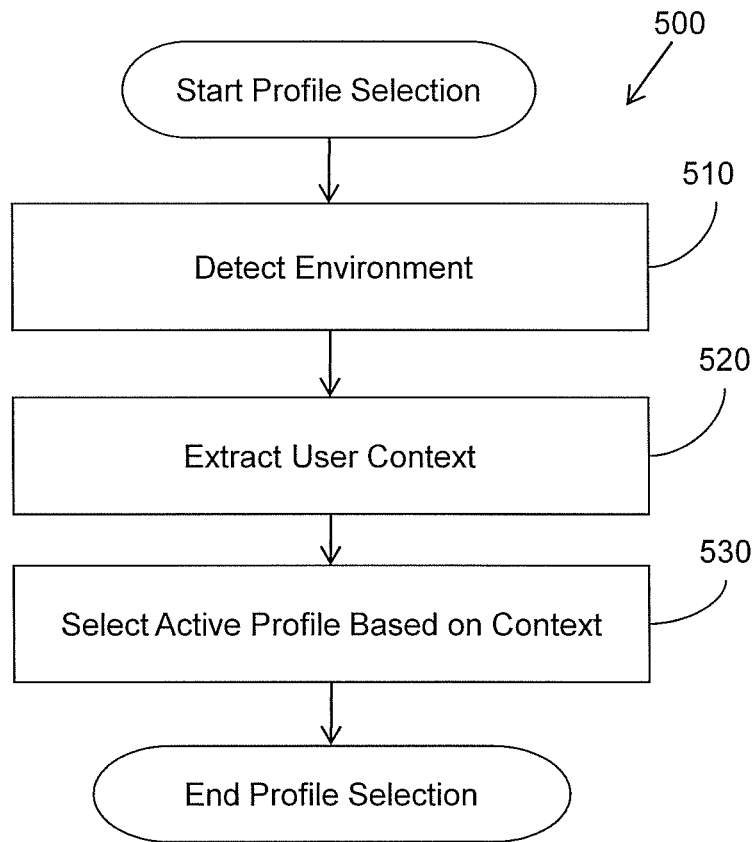 500
Start Profile Selection
510
Detect Environment
520
Extract User Context
530
Select Active Profile Based on Context
End Profile Selection